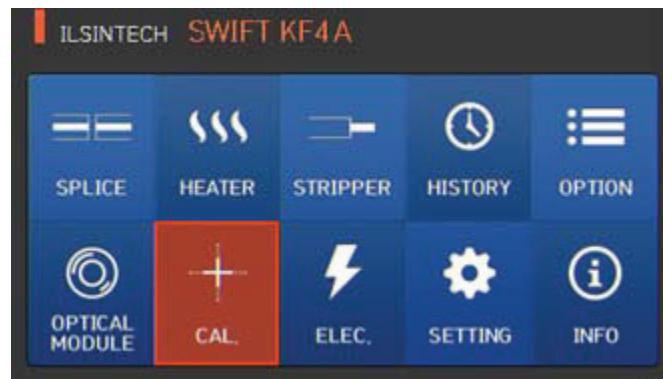 ILSINTECH SWIFT KF4A
SPLICE
HEATER
STRIPPER
HISTORY
OPTION
OPTICAL
MODULE
CAL.
ELEC.
SETTING
INFO